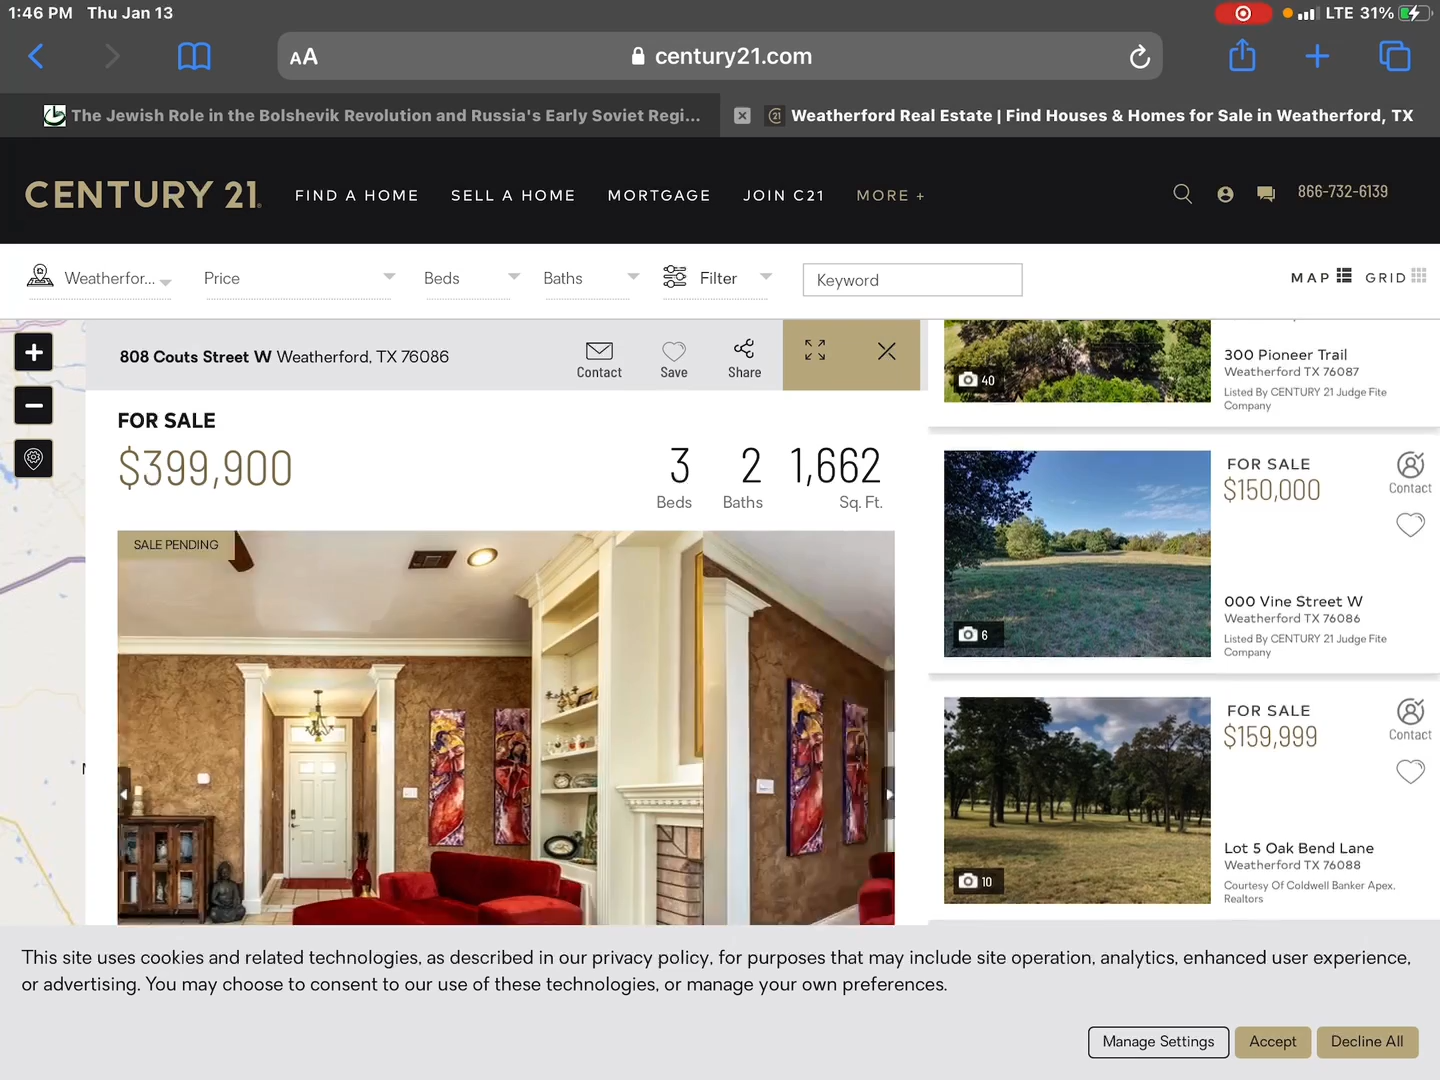 1:46 PM Thu Jan 13
LTE 31%
AA
century21.com
The Jewish Role in the Bolshevik Revolution and Russia's Early Soviet Regi...
Weatherford Real Estate | Find Houses & Homes for Sale in Weatherford, TX
CENTURY 21
FIND A HOME
SELL A HOME
MORTGAGE
JOIN C21
MORE +
866-732-6139
Weatherfor...
Price
Beds
Baths
Filter
Keyword
MAP
GRID
808 Couts Street W Weatherford, TX 76086
Contact
Save
Share
FOR SALE
$399,900
3
Beds
2
Baths
1,662
Sq. Ft.
SALE PENDING
40
300 Pioneer Trail
Weatherford TX 76087
Listed By CENTURY 21 Judge Fite
Company
FOR SALE
$150,000
Contact
6
000 Vine Street W
Weatherford TX 76086
Listed By CENTURY 21 Judge Fite
Company
FOR SALE
$159,999
Contact
10
Lot 5 Oak Bend Lane
Weatherford TX 76088
Courtesy Of Coldwell Banker Apex,
Realtors
This site uses cookies and related technologies, as described in our privacy policy, for purposes that may include site operation, analytics, enhanced user experience,
or advertising. You may choose to consent to our use of these technologies, or manage your own preferences.
Manage Settings
Accept
Decline All